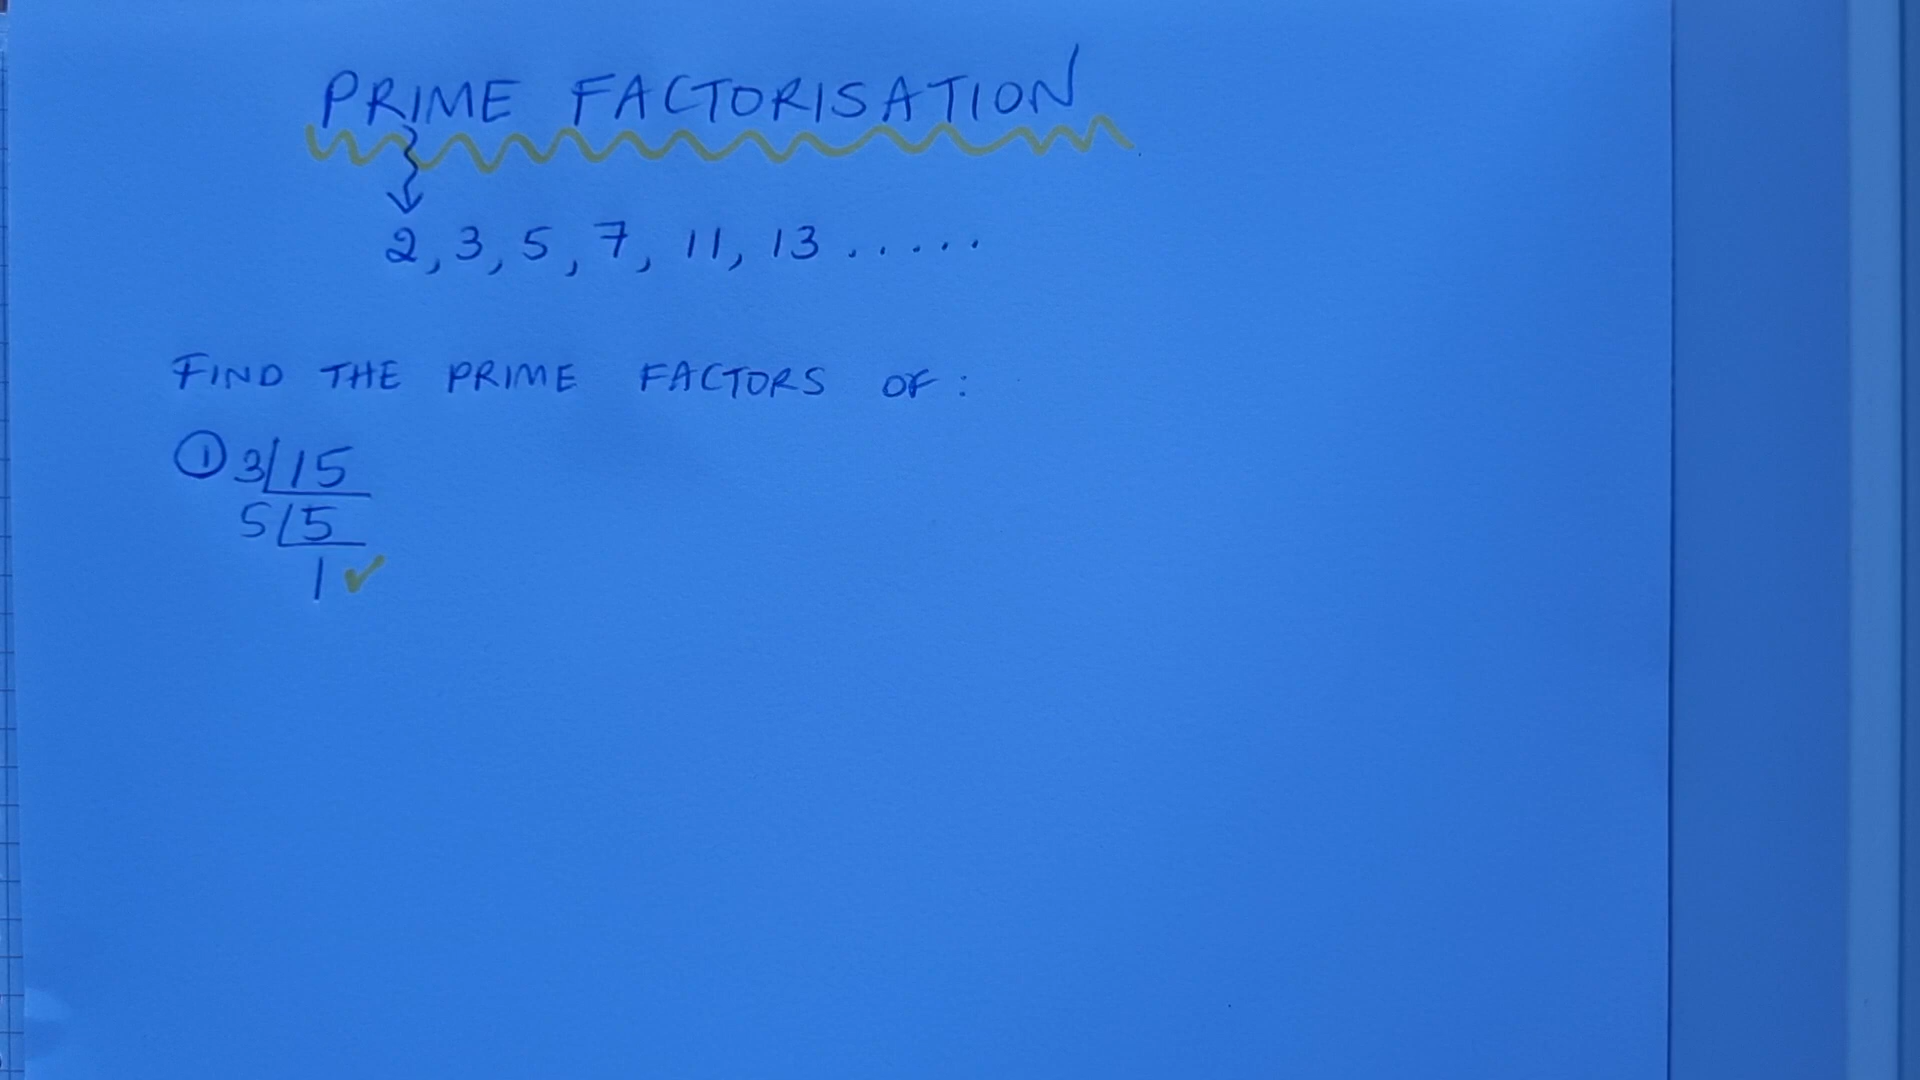 PRIME FACTORISATION
2, 3, 5, 7, 11, 13 .....
FIND THE PRIME FACTORS OF :
① 3 15
5 5
1 ✓